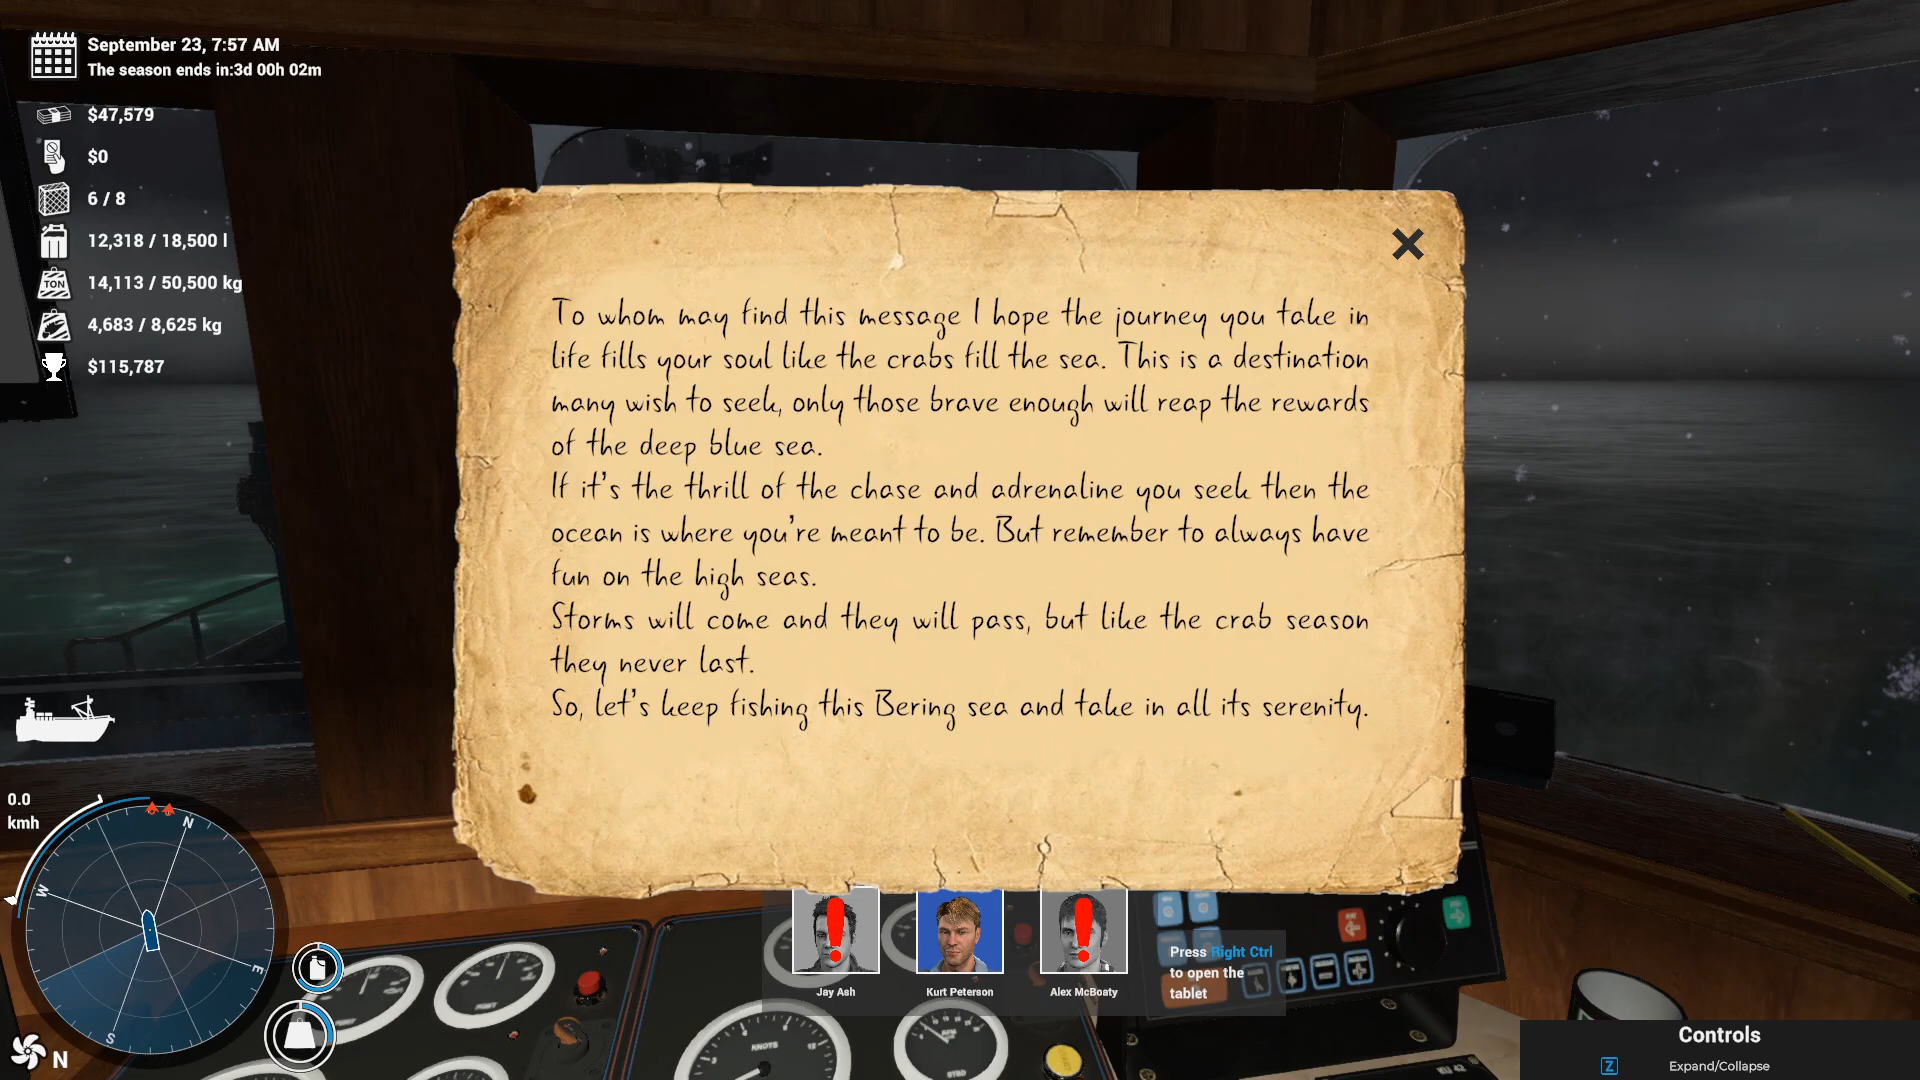 September 23, 7:57 AM
The season ends in:3d 00h 02m
$47,579
$0
6 / 8
12,318 / 18,500 l
TON
14,113 / 50,500 kg
4,683 / 8,625 kg
$115,787
To whom may find this message I hope the journey you take in
life fills your soul like the crabs fill the sea. This is a destination
many wish to seek, only those brave enough will reap the rewards
of the deep blue sea.
If it's the thrill of the chase and adrenaline you seek then the
ocean is where you're meant to be. But remember to always have
fun on the high seas.
Storms will come and they will pass, but like the crab season
they never last.
So, let's keep fishing this Bering sea and take in all its serenity.
0.0
kmh
N
W
E
S
N
Jay Ash
Kurt Peterson
Alex McBoaty
Press Right Ctrl
to open the
tablet
KNOTS
STBD
Controls
Z Expand/Collapse